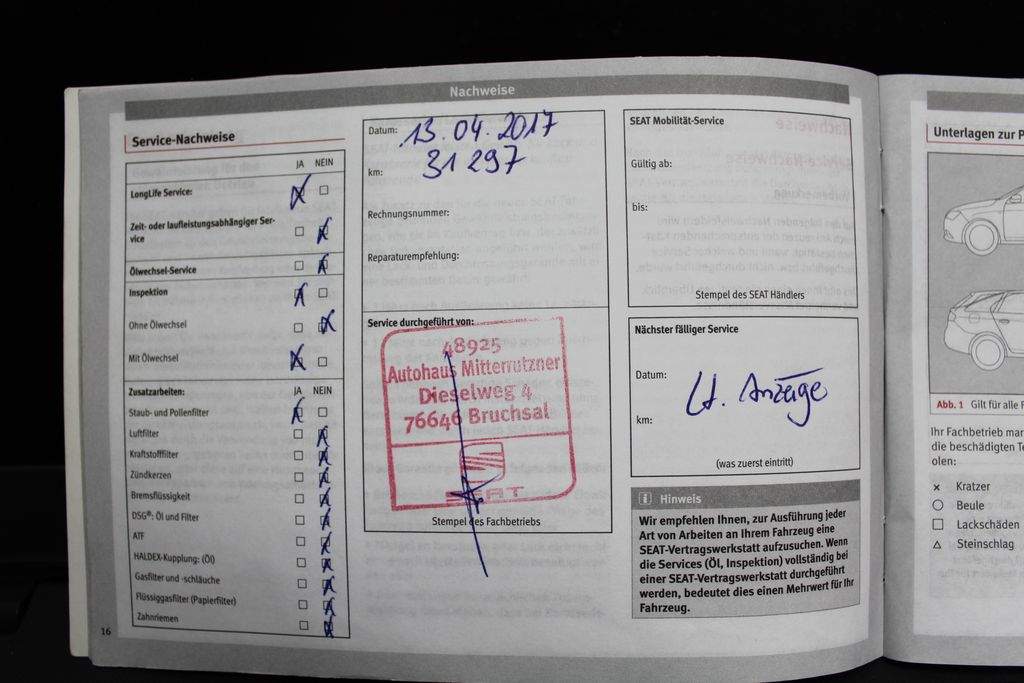 Nachweise
Service-Nachweise
JA NEIN
LongLife Service:
Zeit- oder laufleistungsabhängiger Ser-
vice
Ölwechsel-Service
Inspektion
Ohne Ölwechsel
Mit Ölwechsel
Zusatzarbeiten: JA NEIN
Staub- und Pollenfilter
Luftfilter
Kraftstofffilter
Zündkerzen
Bremsflüssigkeit
DSG®: Öl und Filter
ATF
HALDEX-Kupplung: (Öl)
Gasfilter und -schläuche
Flüssiggasfilter (Papierfilter)
Zahnriemen
16
Datum: 13.04.2017
km: 31297
Rechnungsnummer:
Reparaturempfehlung:
Service durchgeführt von:
48925
Autohaus Mitterrutzner
Dieselweg 4
76646 Bruchsal
SEAT
Stempel des Fachbetriebs
SEAT Mobilität-Service
Gültig ab:
bis:
Stempel des SEAT Händlers
Nächster fälliger Service
Datum:
lt. Anzeige
km:
(was zuerst eintritt)
i Hinweis
Wir empfehlen Ihnen, zur Ausführung jeder
Art von Arbeiten an Ihrem Fahrzeug eine
SEAT-Vertragswerkstatt aufzusuchen. Wenn
die Services (Öl, Inspektion) vollständig bei
einer SEAT-Vertragswerkstatt durchgeführt
werden, bedeutet dies einen Mehrwert für Ihr
Fahrzeug.
Unterlagen zur P
Abb. 1 Gilt für alle F
Ihr Fachbetrieb mar
die beschädigten Te
olen:
× Kratzer
○ Beule
□ Lackschäden
△ Steinschlag